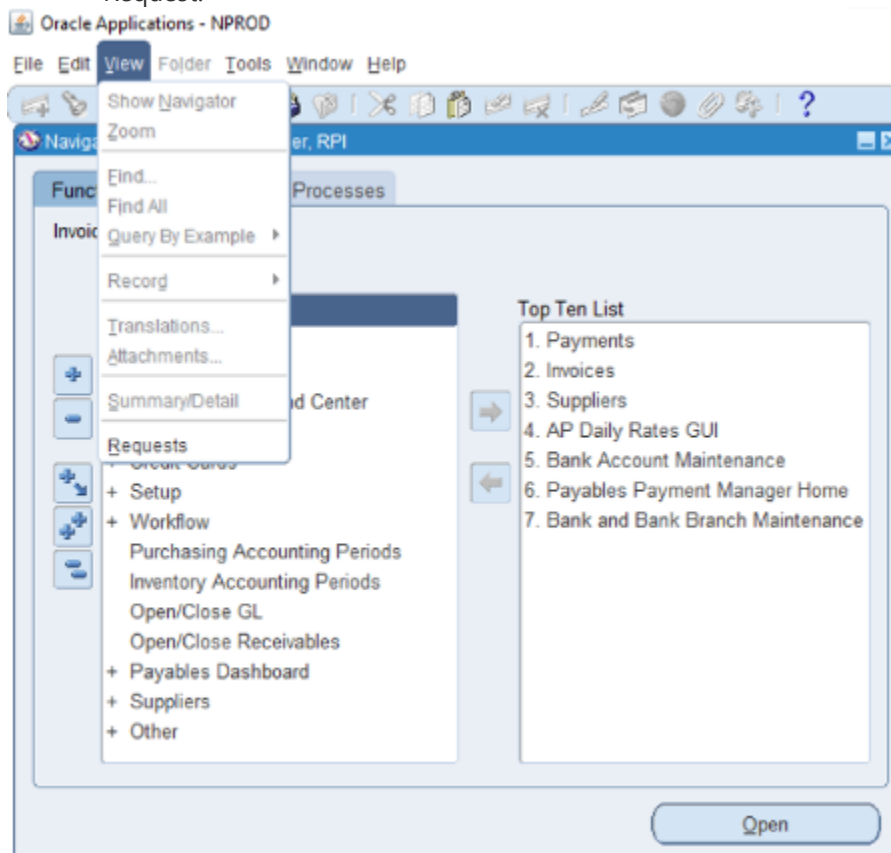 Oracle Applications - NPROD
File Edit View Folder Tools Window Help
Show Navigator
Zoom
er, RPI
Find...
Find All
Query By Example
Record
Translations...
Attachments...
Summary/Detail
Requests
Processes
Top Ten List
1. Payments
2. Invoices
3. Suppliers
4. AP Daily Rates GUI
5. Bank Account Maintenance
6. Payables Payment Manager Home
7. Bank and Bank Branch Maintenance
Center
+ Setup
+ Workflow
Purchasing Accounting Periods
Inventory Accounting Periods
Open/Close GL
Open/Close Receivables
+ Payables Dashboard
+ Suppliers
+ Other
Open